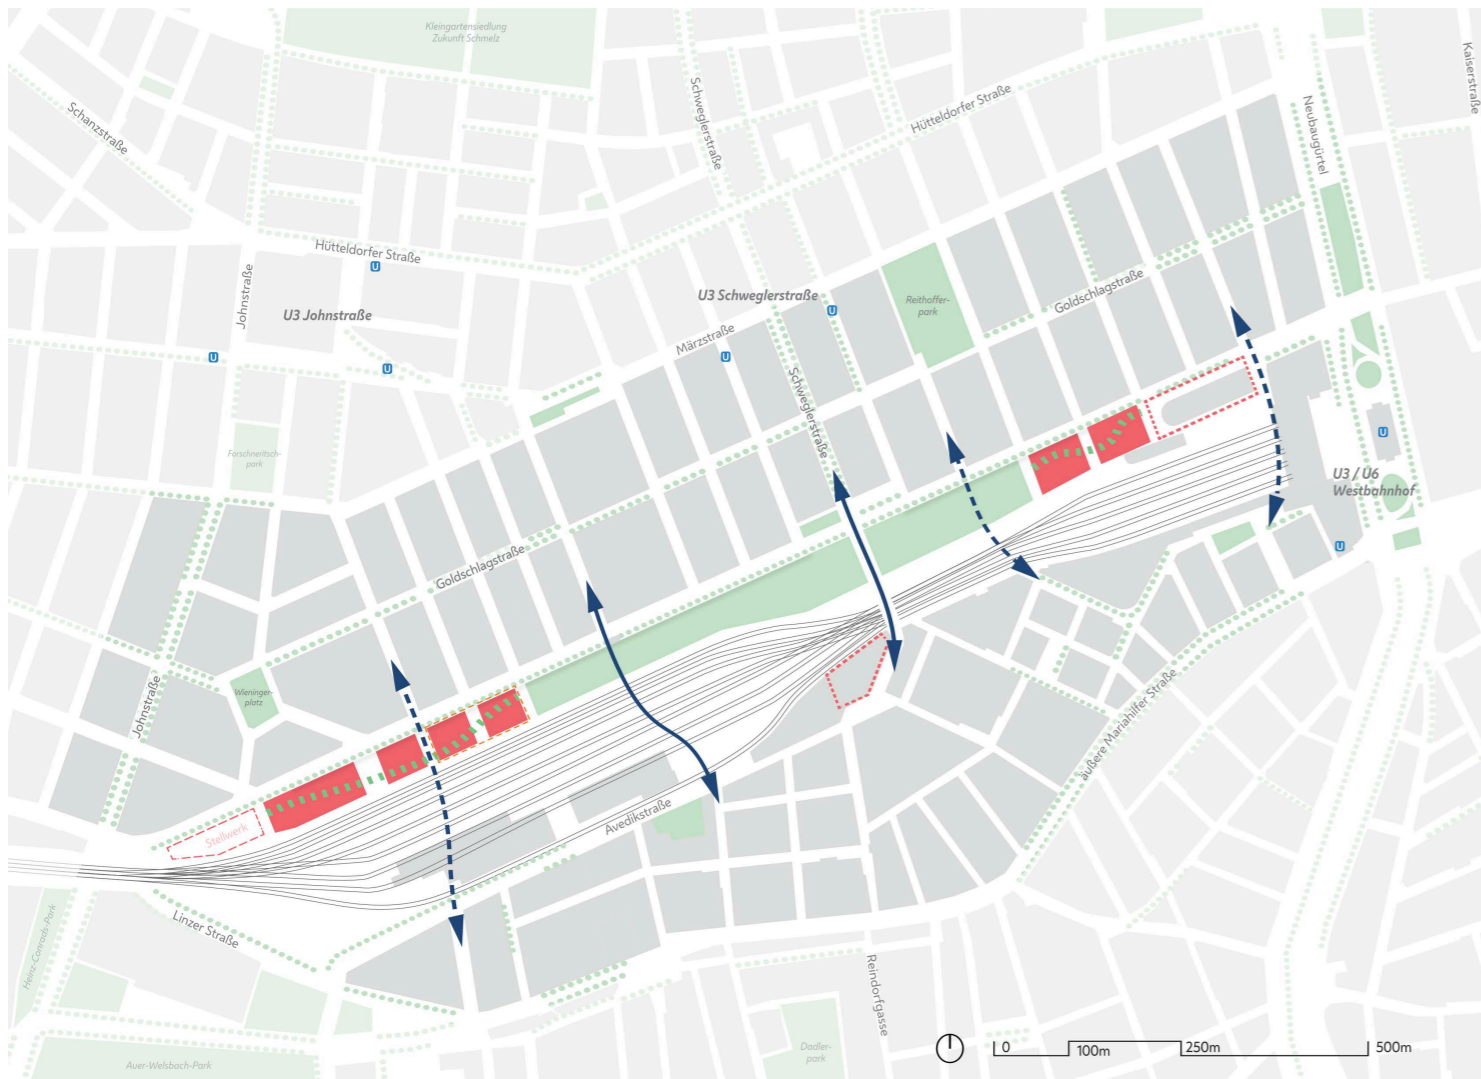 Kleingartensiedlung
Zukunft Schmelz
Kaiserstraße
Schanzstraße
Schweglerstraße
Hütteldorfer Straße
Neubaugürtel
Hütteldorfer Straße
U
Johnstraße
U3 Johnstraße
U3 Schweglerstraße
U
Reithoffer-
park
Goldschlagstraße
Märzstraße
U
U
U
Schweglerstraße
U
Forschneritsch-
park
U3 / U6
Westbahnhof
U
Goldschlagstraße
Wieninger-
platz
Johnstraße
äußere Mariahilfer Straße
Stellwerk
Avedikstraße
Linzer Straße
Heinz-Conrads-Park
Reindorfgasse
Dadler-
park
Auer-Welsbach-Park
0
100m
250m
500m